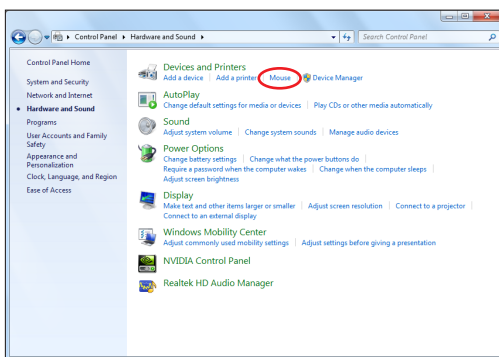 Control Panel ▸ Hardware and Sound ▸
Search Control Panel
Control Panel Home
System and Security
Network and Internet
Hardware and Sound
Programs
User Accounts and Family
Safety
Appearance and
Personalization
Clock, Language, and Region
Ease of Access
Devices and Printers
Add a device | Add a printer | Mouse | Device Manager
AutoPlay
Change default settings for media or devices | Play CDs or other media automatically
Sound
Adjust system volume | Change system sounds | Manage audio devices
Power Options
Change battery settings | Change what the power buttons do |
Require a password when the computer wakes | Change when the computer sleeps |
Adjust screen brightness
Display
Make text and other items larger or smaller | Adjust screen resolution | Connect to a projector |
Connect to an external display
Windows Mobility Center
Adjust commonly used mobility settings | Adjust settings before giving a presentation
NVIDIA Control Panel
Realtek HD Audio Manager